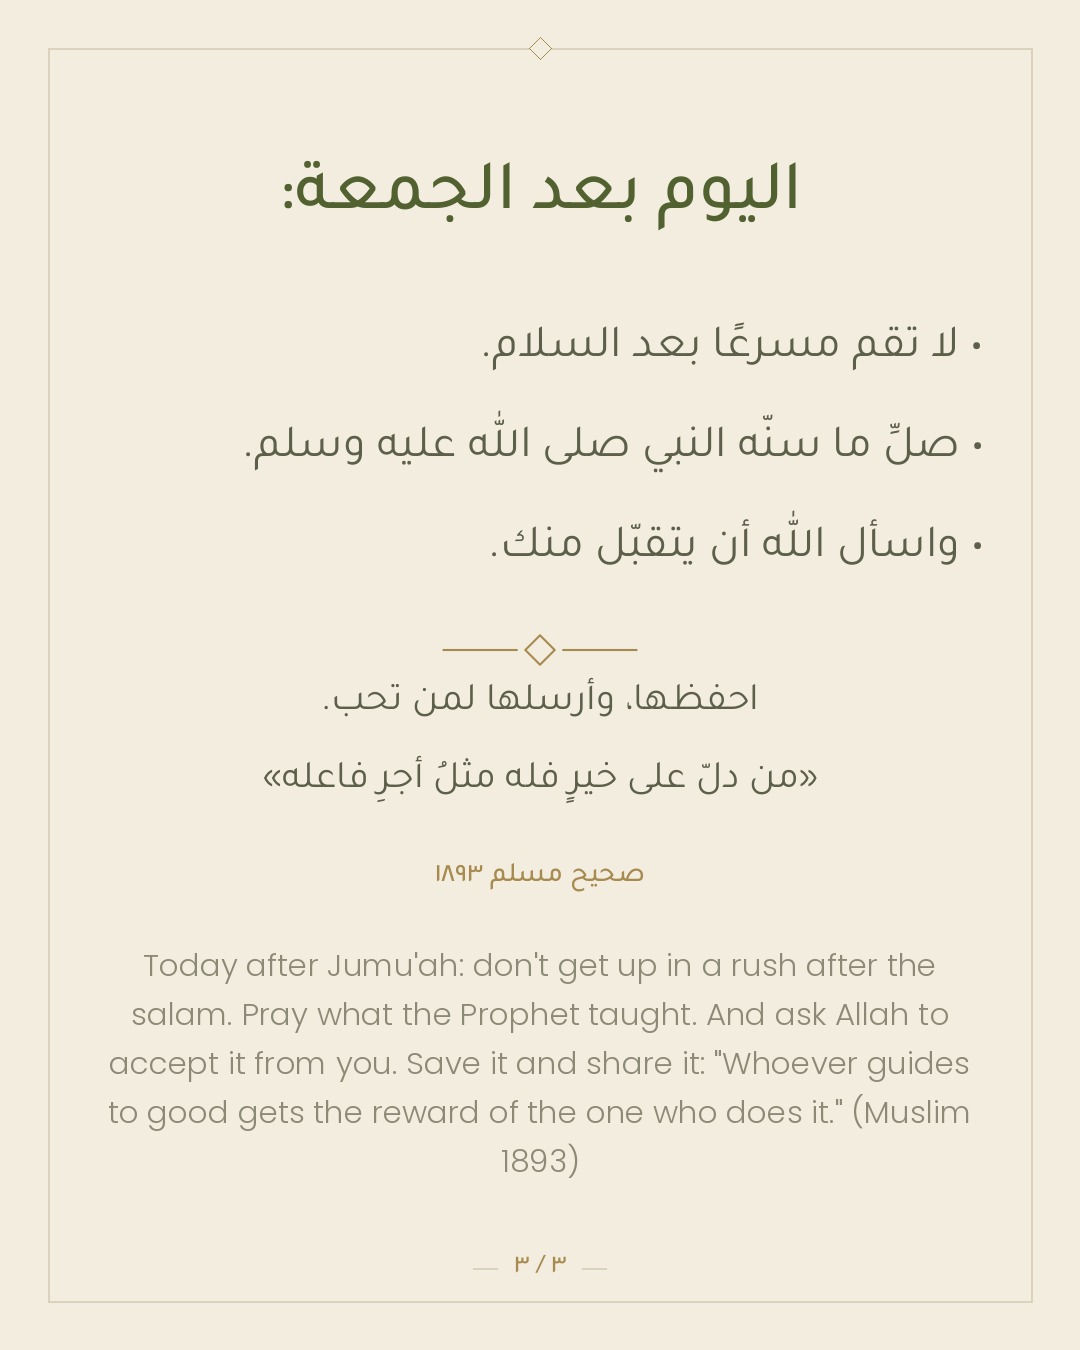 اليوم بعد الجمعة:
• لا تقم مسرعًا بعد السلام.
• صلِّ ما سنّه النبي صلى الله عليه وسلم.
• واسأل الله أن يتقبّل منك.
احفظها، وأرسلها لمن تحب.
«من دلّ على خيرٍ فله مثلُ أجرِ فاعله»
صحيح مسلم ١٨٩٣
Today after Jumu'ah: don't get up in a rush after the
salam. Pray what the Prophet taught. And ask Allah to
accept it from you. Save it and share it: "Whoever guides
to good gets the reward of the one who does it." (Muslim
1893)
٣ / ٣